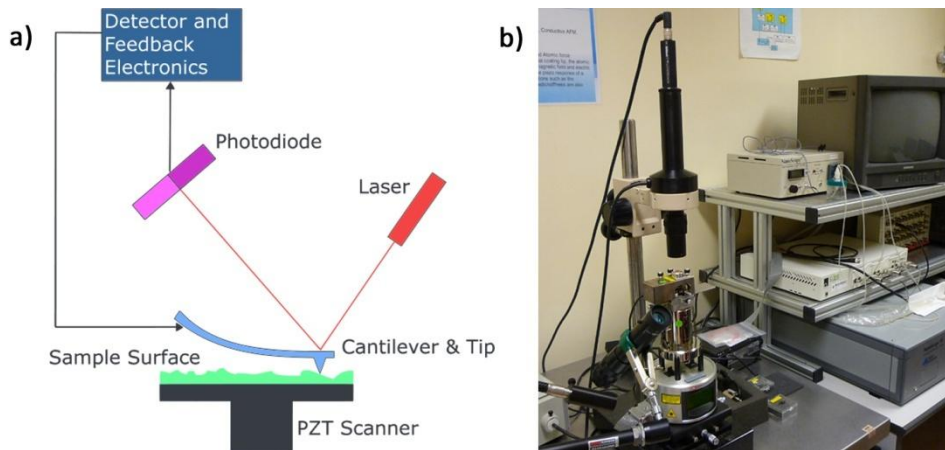 a)
Detector and
Feedback
Electronics
Photodiode
Laser
Sample Surface
Cantilever & Tip
PZT Scanner
b)